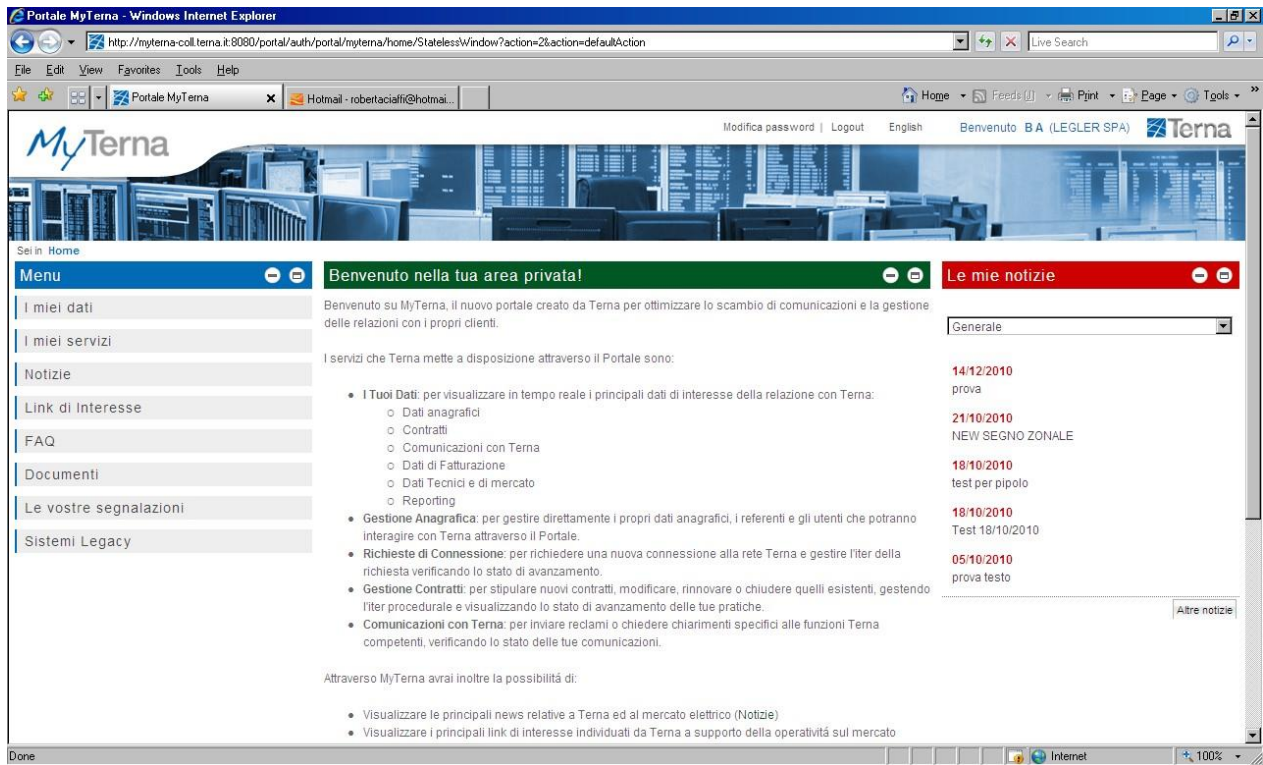 Portale MyTerna - Windows Internet Explorer
http://myterna-coll.terna.it:8080/portal/auth/portal/myterna/home/StatelessWindow?action=2&action=defaultAction
Live Search
File Edit View Favorites Tools Help
Portale MyTerna
Hotmail - robertaciaffi@hotmai...
Home Feeds (J) Print Page Tools
MyTerna
Modifica password | Logout English Benvenuto B A (LEGLER SPA) Terna
Sei in Home
Menu
I miei dati
I miei servizi
Notizie
Link di Interesse
FAQ
Documenti
Le vostre segnalazioni
Sistemi Legacy
Benvenuto nella tua area privata!
Benvenuto su MyTerna, il nuovo portale creato da Terna per ottimizzare lo scambio di comunicazioni e la gestione
delle relazioni con i propri clienti.
I servizi che Terna mette a disposizione attraverso il Portale sono:
I Tuoi Dati: per visualizzare in tempo reale i principali dati di interesse della relazione con Terna:
Dati anagrafici
Contratti
Comunicazioni con Terna
Dati di Fatturazione
Dati Tecnici e di mercato
Reporting
Gestione Anagrafica: per gestire direttamente i propri dati anagrafici, i referenti e gli utenti che potranno
interagire con Terna attraverso il Portale.
Richieste di Connessione: per richiedere una nuova connessione alla rete Terna e gestire l'iter della
richiesta verificando lo stato di avanzamento.
Gestione Contratti: per stipulare nuovi contratti, modificare, rinnovare o chiudere quelli esistenti, gestendo
l'iter procedurale e visualizzando lo stato di avanzamento delle tue pratiche.
Comunicazioni con Terna: per inviare reclami o chiedere chiarimenti specifici alle funzioni Terna
competenti, verificando lo stato delle tue comunicazioni.
Attraverso MyTerna avrai inoltre la possibilitá di:
Visualizzare le principali news relative a Terna ed al mercato elettrico (Notizie)
Visualizzare i principali link di interesse individuati da Terna a supporto della operativitá sul mercato
Le mie notizie
Generale
14/12/2010
prova
21/10/2010
NEW SEGNO ZONALE
18/10/2010
test per pipolo
18/10/2010
Test 18/10/2010
05/10/2010
prova testo
Altre notizie
Done
Internet
100%